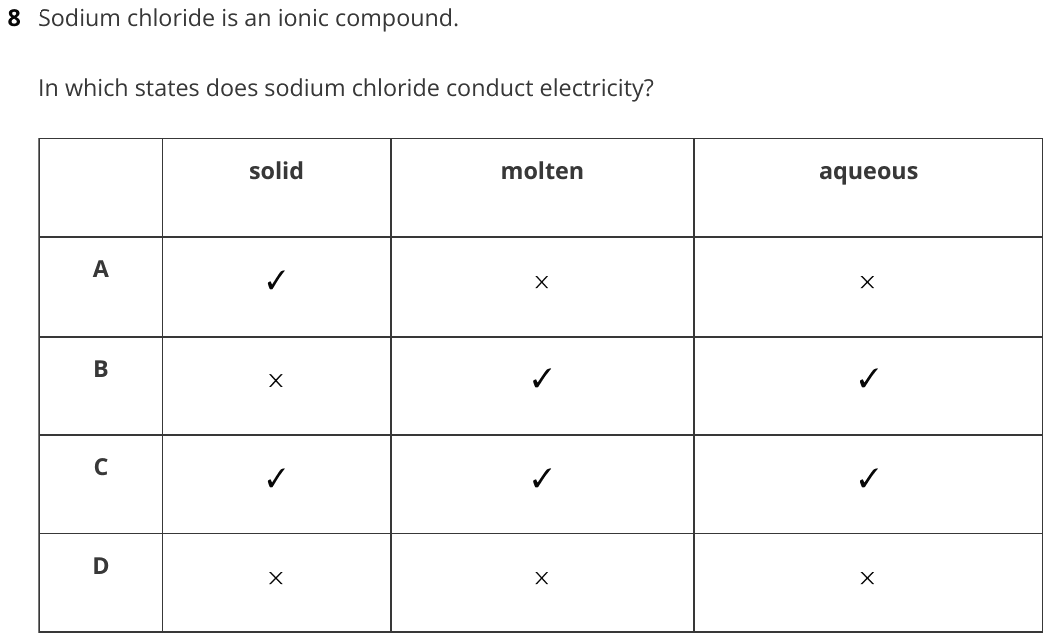 8 Sodium chloride is an ionic compound.
In which states does sodium chloride conduct electricity?
solid molten aqueous
A ✓ × ×
B × ✓ ✓
C ✓ ✓ ✓
D × × ×